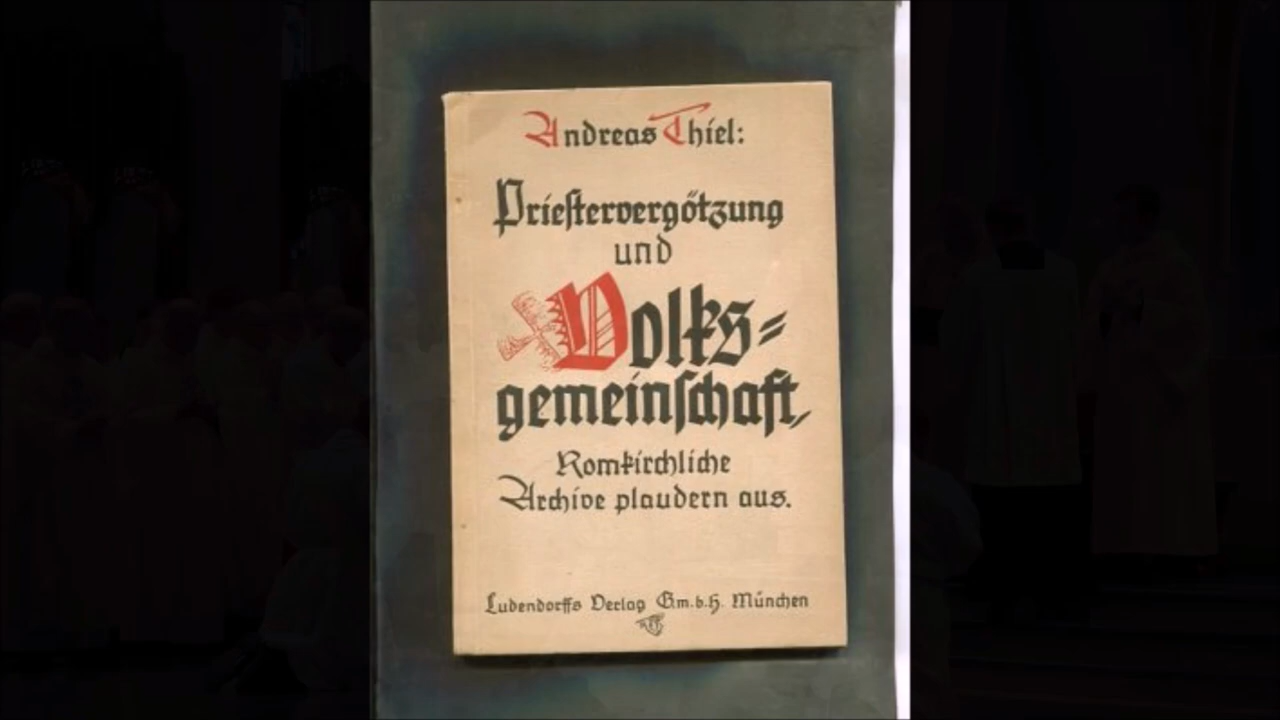 Andreas Thiel:
Priestervergötzung
und
Volks=
gemeinschaft,
Romkirchliche
Archive plaudern aus.
Ludendorffs Verlag G.m.b.H. München